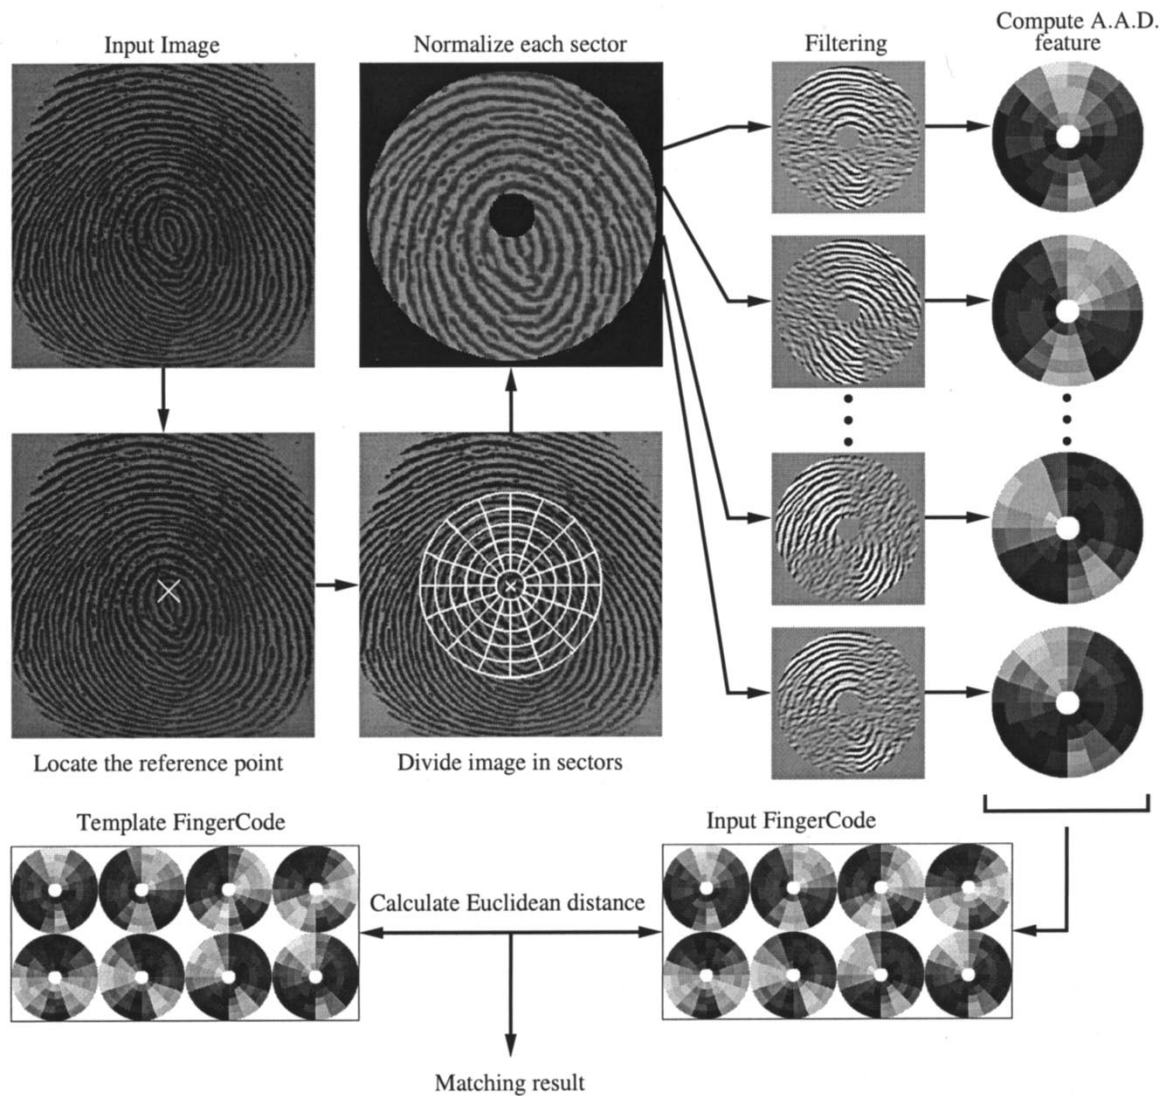 Input Image
Normalize each sector
Filtering
Compute A.A.D.
feature
Locate the reference point
Divide image in sectors
Template FingerCode
Input FingerCode
Calculate Euclidean distance
Matching result